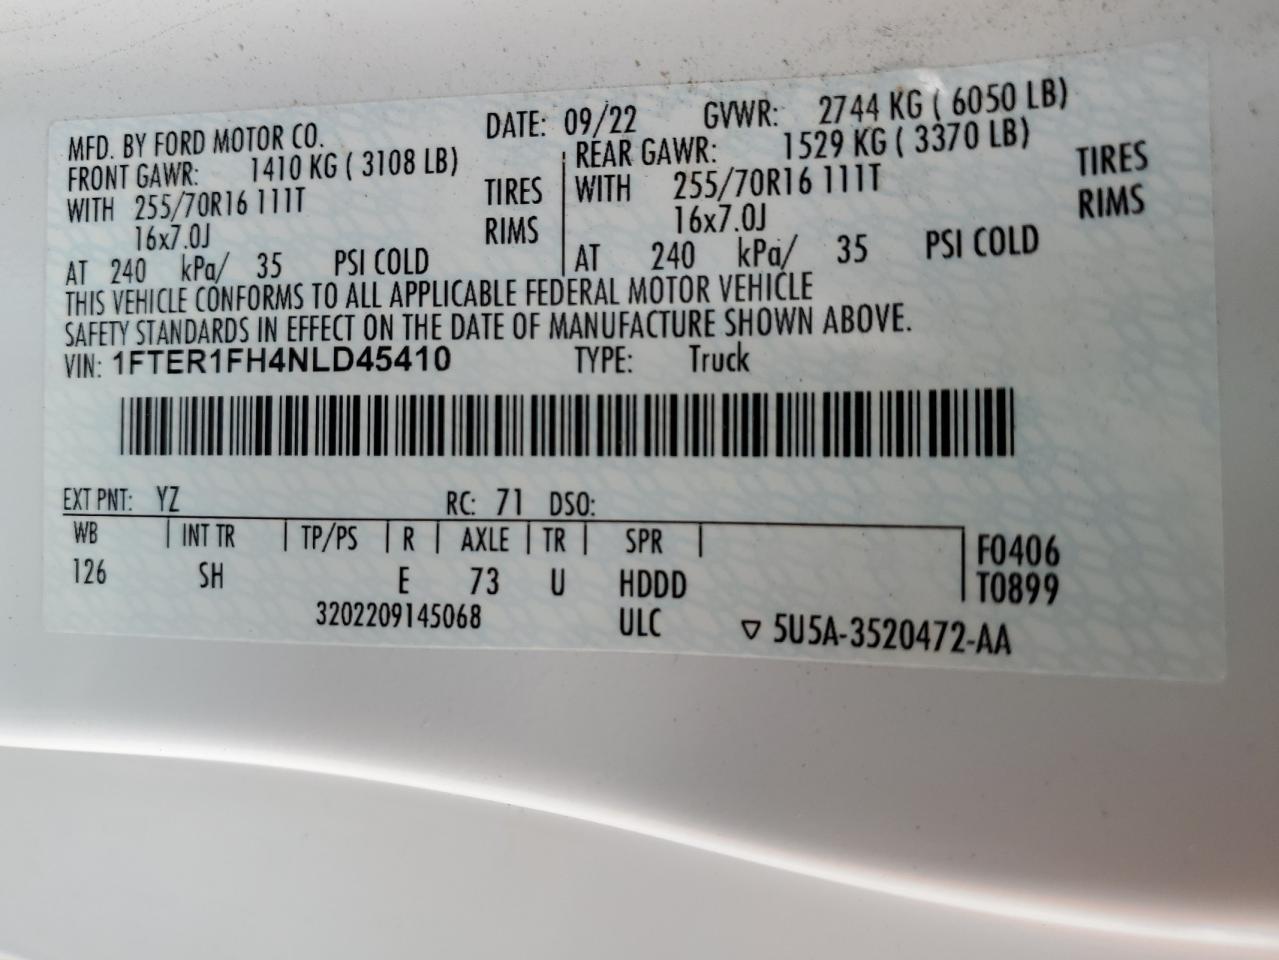 MFD. BY FORD MOTOR CO. DATE: 09/22 GVWR: 2744 KG ( 6050 LB)
FRONT GAWR: 1410 KG ( 3108 LB) REAR GAWR: 1529 KG ( 3370 LB)
WITH 255/70R16 111T TIRES WITH 255/70R16 111T TIRES
16x7.0J RIMS 16x7.0J RIMS
AT 240 kPa/ 35 PSI COLD AT 240 kPa/ 35 PSI COLD
THIS VEHICLE CONFORMS TO ALL APPLICABLE FEDERAL MOTOR VEHICLE
SAFETY STANDARDS IN EFFECT ON THE DATE OF MANUFACTURE SHOWN ABOVE.
VIN: 1FTER1FH4NLD45410 TYPE: Truck
EXT PNT: YZ RC: 71 DSO:
WB INT TR TP/PS R AXLE TR SPR F0406
126 SH E 73 U HDDD T0899
3202209145068 ULC ▽ 5U5A-3520472-AA